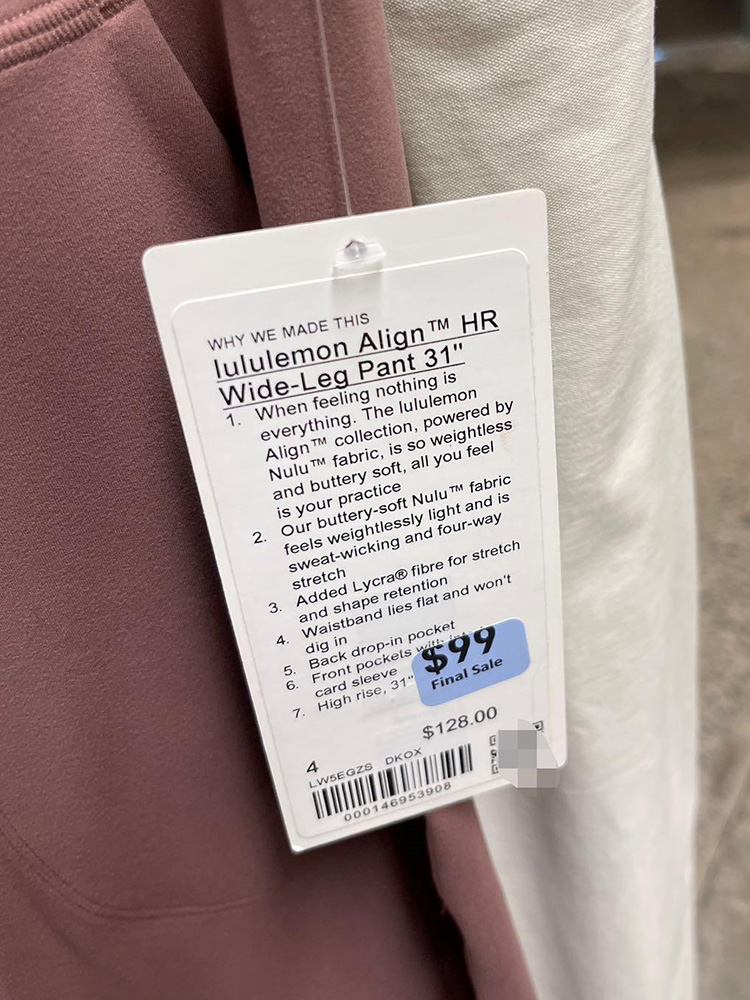 WHY WE MADE THIS
lululemon Align™ HR
Wide-Leg Pant 31"
1. When feeling nothing is
everything. The lululemon
Align™ collection, powered by
Nulu™ fabric, is so weightless
and buttery soft, all you feel
is your practice
2. Our buttery-soft Nulu™ fabric
feels weightlessly light and is
sweat-wicking and four-way
stretch
3. Added Lycra® fibre for stretch
and shape retention
4. Waistband lies flat and won't
dig in
5. Back drop-in pocket
6. Front pockets with
card sleeve
7. High rise, 31"
$99
Final Sale
$128.00
4
LW5EGZS DKOX
000146953908